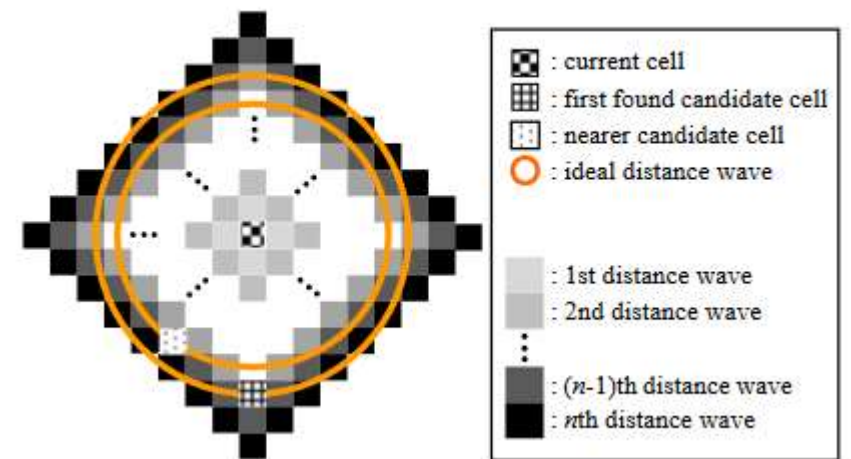 : current cell
: first found candidate cell
: nearer candidate cell
: ideal distance wave
: 1st distance wave
: 2nd distance wave
: (n-1)th distance wave
: nth distance wave